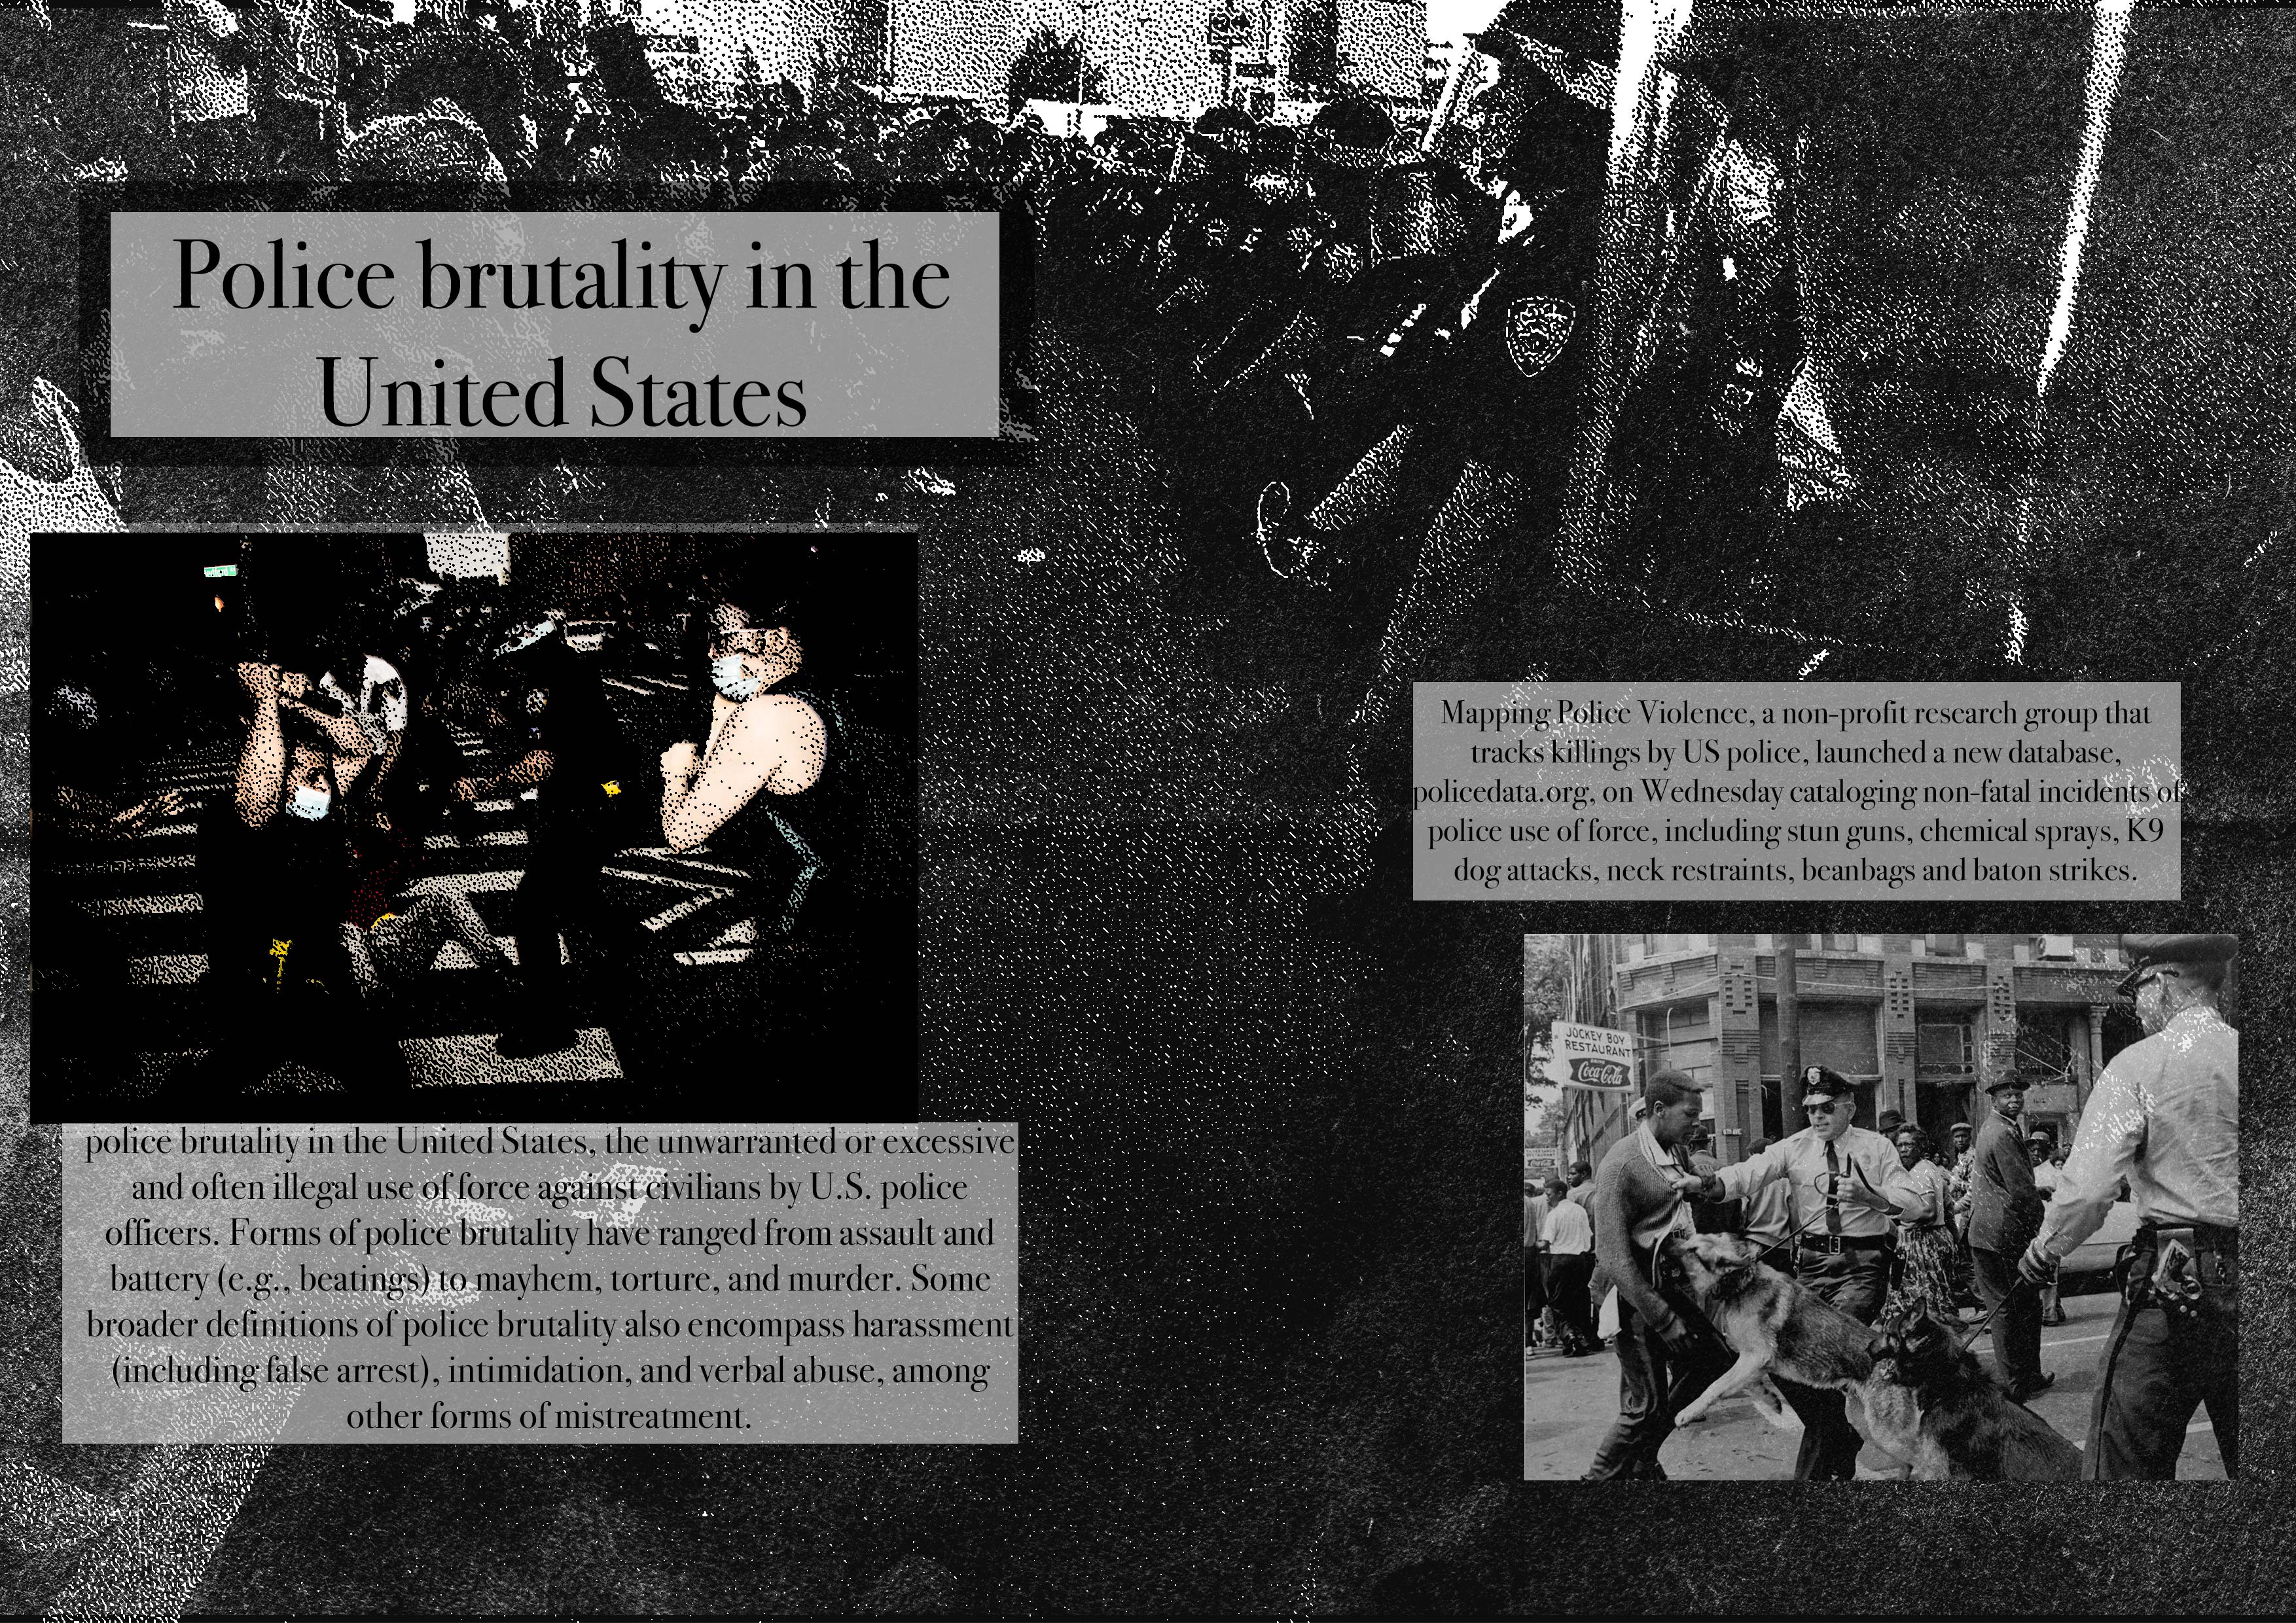 Police brutality in the
United States
police brutality in the United States, the unwarranted or excessive
and often illegal use of force against civilians by U.S. police
officers. Forms of police brutality have ranged from assault and
battery (e.g., beatings) to mayhem, torture, and murder. Some
broader definitions of police brutality also encompass harassment
(including false arrest), intimidation, and verbal abuse, among
other forms of mistreatment.
Mapping Police Violence, a non-profit research group that
tracks killings by US police, launched a new database,
policedata.org, on Wednesday cataloging non-fatal incidents of
police use of force, including stun guns, chemical sprays, K9
dog attacks, neck restraints, beanbags and baton strikes.
JOCKEY BOY
RESTAURANT
Coca-Cola